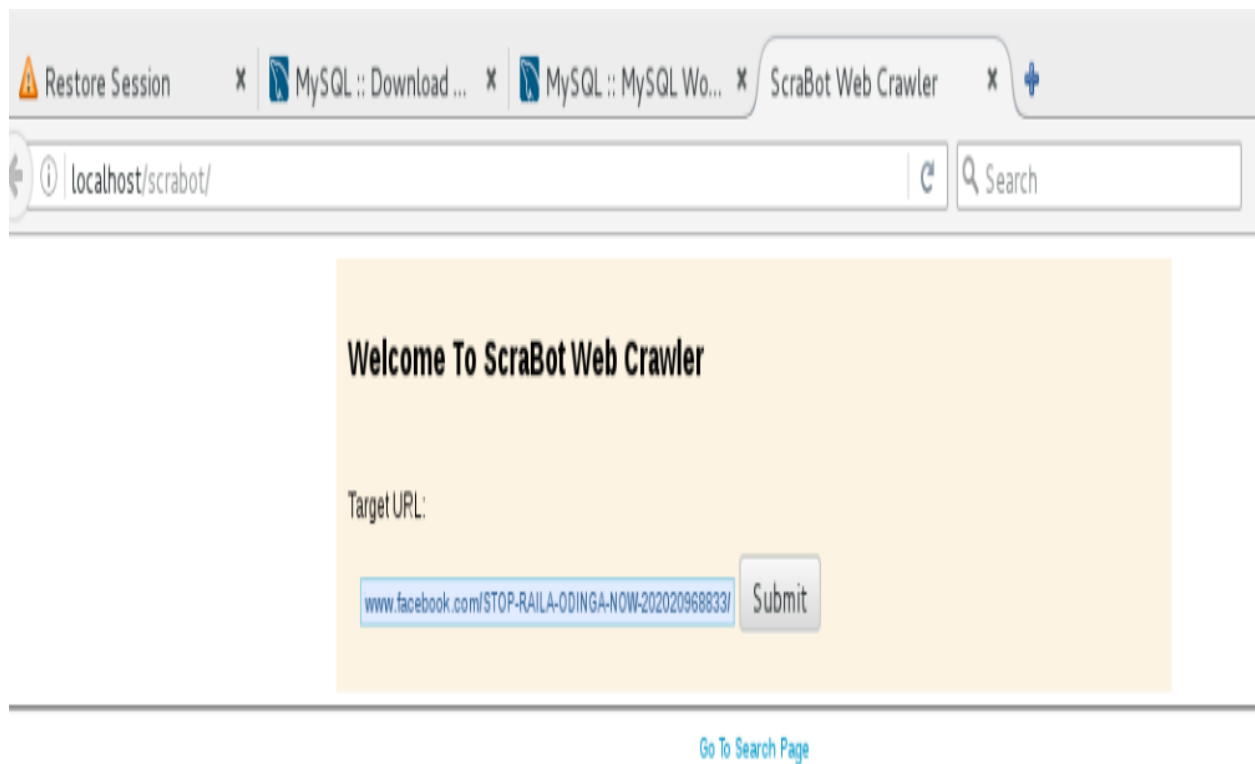 Restore Session
MySQL :: Download ...
MySQL :: MySQL Wo...
ScraBot Web Crawler
localhost/scrabot/
Search
Welcome To ScraBot Web Crawler
Target URL:
www.facebook.com/STOP-RAILA-ODINGA-NOW-202020968833/
Submit
Go To Search Page